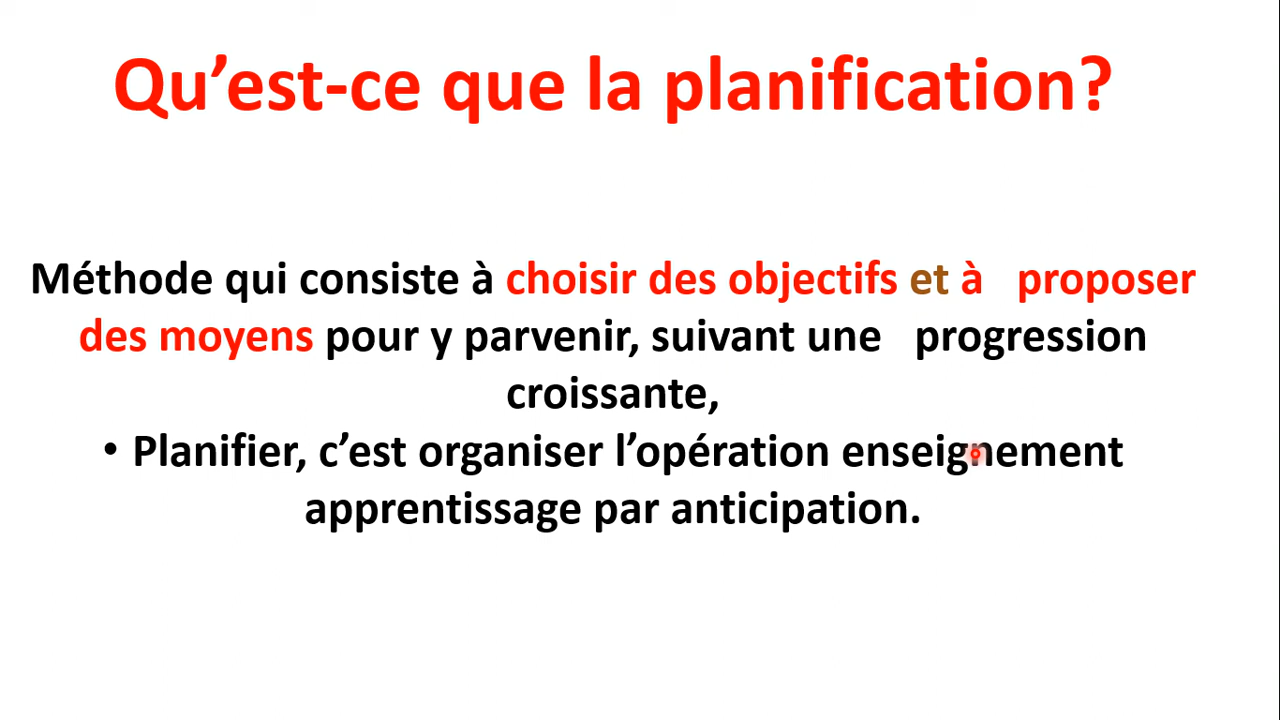 Qu’est-ce que la planification?
Méthode qui consiste à choisir des objectifs et à proposer
des moyens pour y parvenir, suivant une progression
croissante,
• Planifier, c’est organiser l’opération enseignement
apprentissage par anticipation.